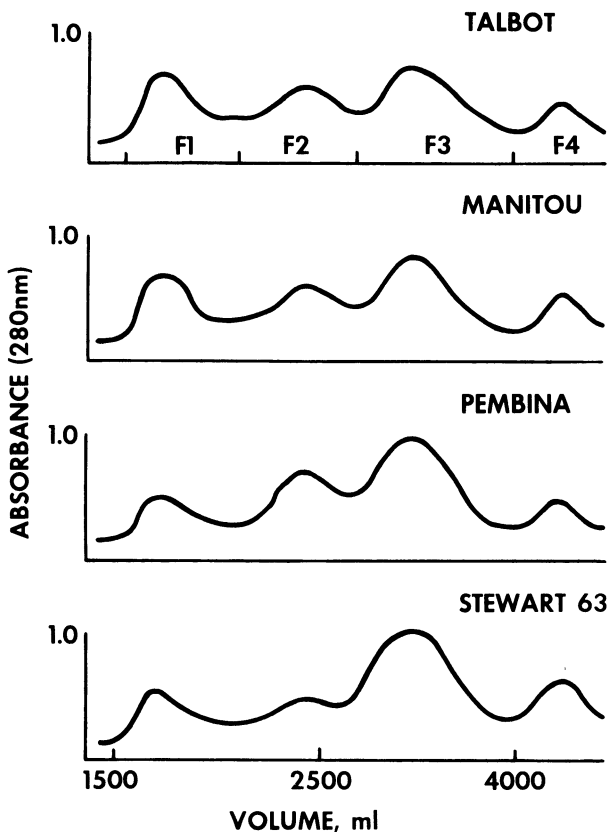 TALBOT
1.0
F1 F2 F3 F4
MANITOU
1.0
PEMBINA
1.0
STEWART 63
1.0
1500 2500 4000
VOLUME, ml
ABSORBANCE (280nm)